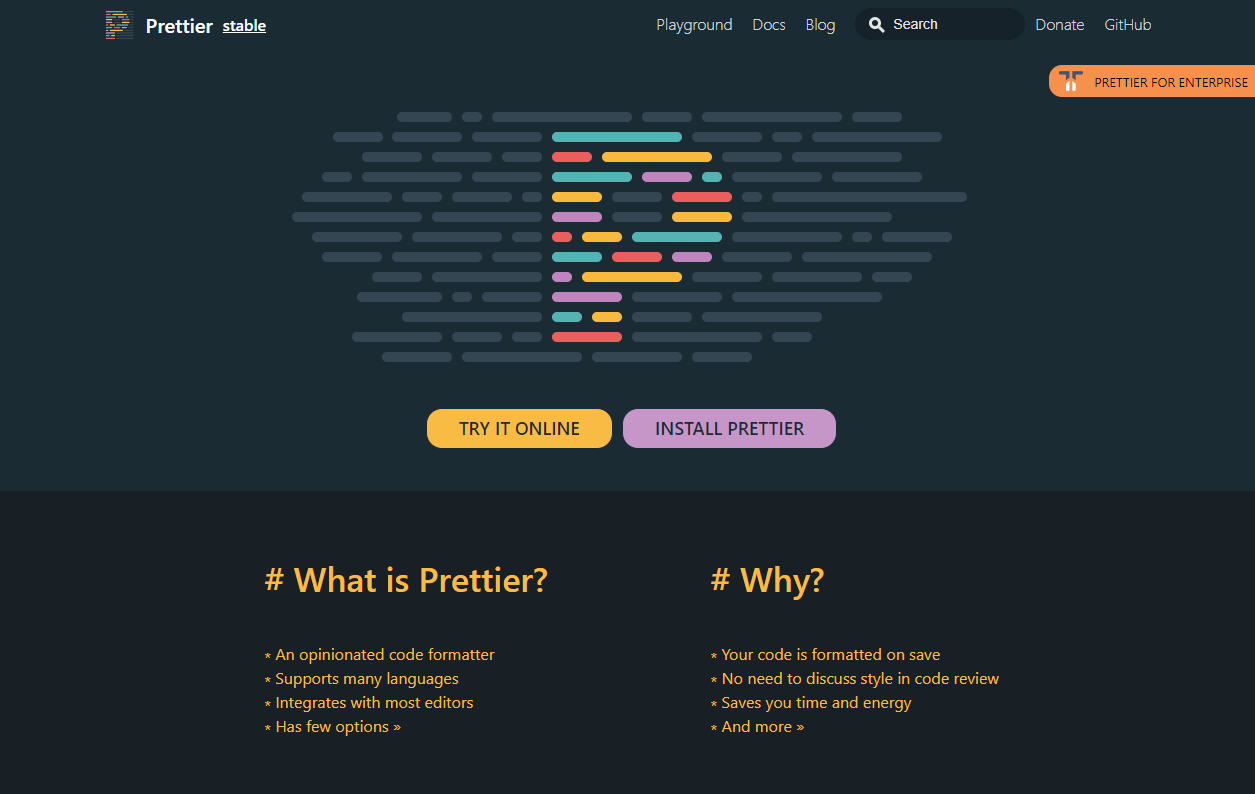 Prettier stable Playground Docs Blog Search Donate GitHub
PRETTIER FOR ENTERPRISE
TRY IT ONLINE INSTALL PRETTIER
# What is Prettier?
* An opinionated code formatter
* Supports many languages
* Integrates with most editors
* Has few options »
# Why?
* Your code is formatted on save
* No need to discuss style in code review
* Saves you time and energy
* And more »